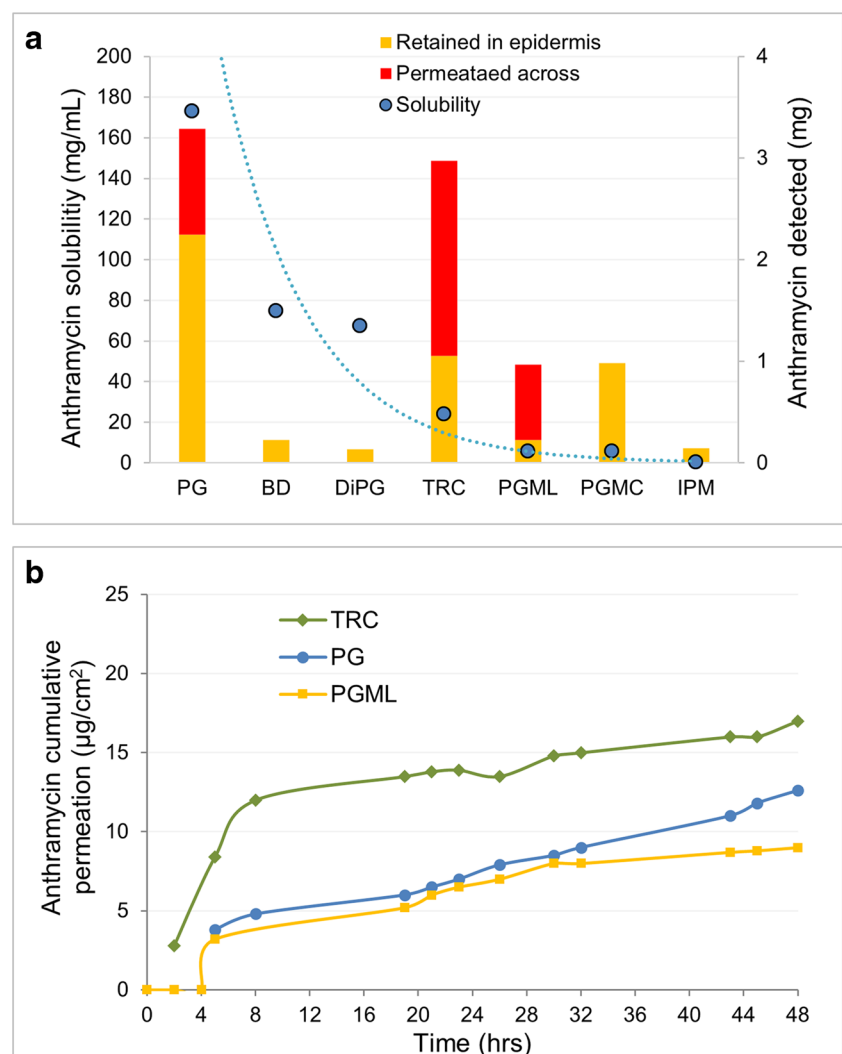 a
Retained in epidermis
Permeataed across
Solubility
Anthramycin solubilitiy (mg/mL)
200
180
160
140
120
100
80
60
40
20
0
4
3
2
1
0
Anthramycin detected (mg)
PG BD DiPG TRC PGML PGMC IPM
b
TRC
PG
PGML
Anthramycin cumulative
permeation (µg/cm²)
25
20
15
10
5
0
0 4 8 12 16 20 24 28 32 36 40 44 48
Time (hrs)